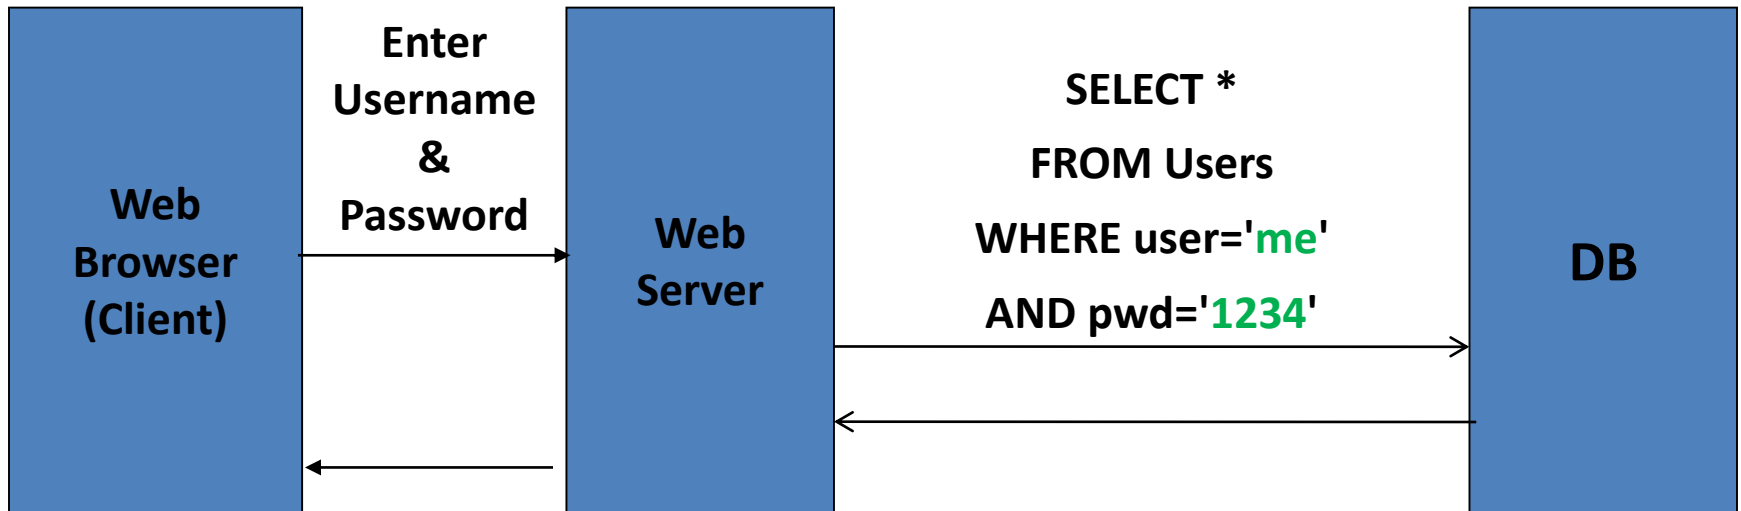 Web
Browser
(Client)
Enter
Username
&
Password
Web
Server
SELECT *
FROM Users
WHERE user='me'
AND pwd='1234'
DB